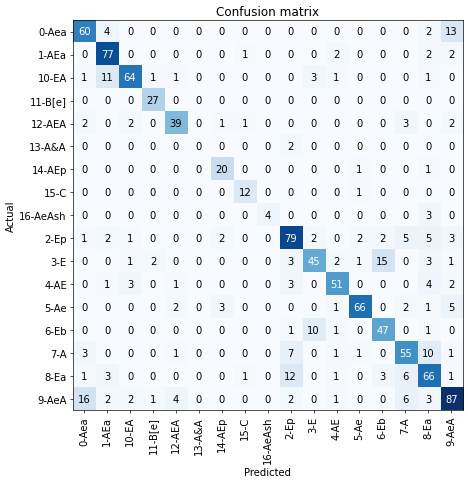 Confusion matrix
Actual
0-Aea 60 4 0 0 0 0 0 0 0 0 0 0 0 0 0 2 13
1-AEa 0 77 0 0 0 0 0 1 0 0 0 2 0 0 0 2 2
10-EA 1 11 64 1 1 0 0 0 0 0 3 1 0 0 0 1 0
11-B[e] 0 0 0 27 0 0 0 0 0 0 0 0 0 0 0 0 0
12-AEA 2 0 2 0 39 0 1 1 0 0 0 0 0 0 3 0 2
13-A&A 0 0 0 0 0 0 0 0 0 2 0 0 0 0 0 0 0
14-AEp 0 0 0 0 0 0 20 0 0 0 0 0 1 0 0 1 0
15-C 0 0 0 0 0 0 0 12 0 0 0 0 1 0 0 0 0
16-AeAsh 0 0 0 0 0 0 0 0 4 0 0 0 0 0 0 3 0
2-Ep 1 2 1 0 0 0 2 0 0 79 2 0 2 2 5 5 3
3-E 0 0 1 2 0 0 0 0 0 3 45 2 1 15 0 3 1
4-AE 0 1 3 0 1 0 0 0 0 3 0 51 0 0 0 4 2
5-Ae 0 0 0 0 2 0 3 0 0 0 0 1 66 0 2 1 5
6-Eb 0 0 0 0 0 0 0 0 0 1 10 1 0 47 0 1 0
7-A 3 0 0 0 1 0 0 0 0 7 0 1 1 0 55 10 1
8-Ea 1 3 0 0 0 0 0 1 0 12 0 1 0 3 6 66 1
9-AeA 16 2 2 1 4 0 0 0 0 2 0 1 0 0 6 3 87
0-Aea 1-AEa 10-EA 11-B[e] 12-AEA 13-A&A 14-AEp 15-C 16-AeAsh 2-Ep 3-E 4-AE 5-Ae 6-Eb 7-A 8-Ea 9-AeA
Predicted